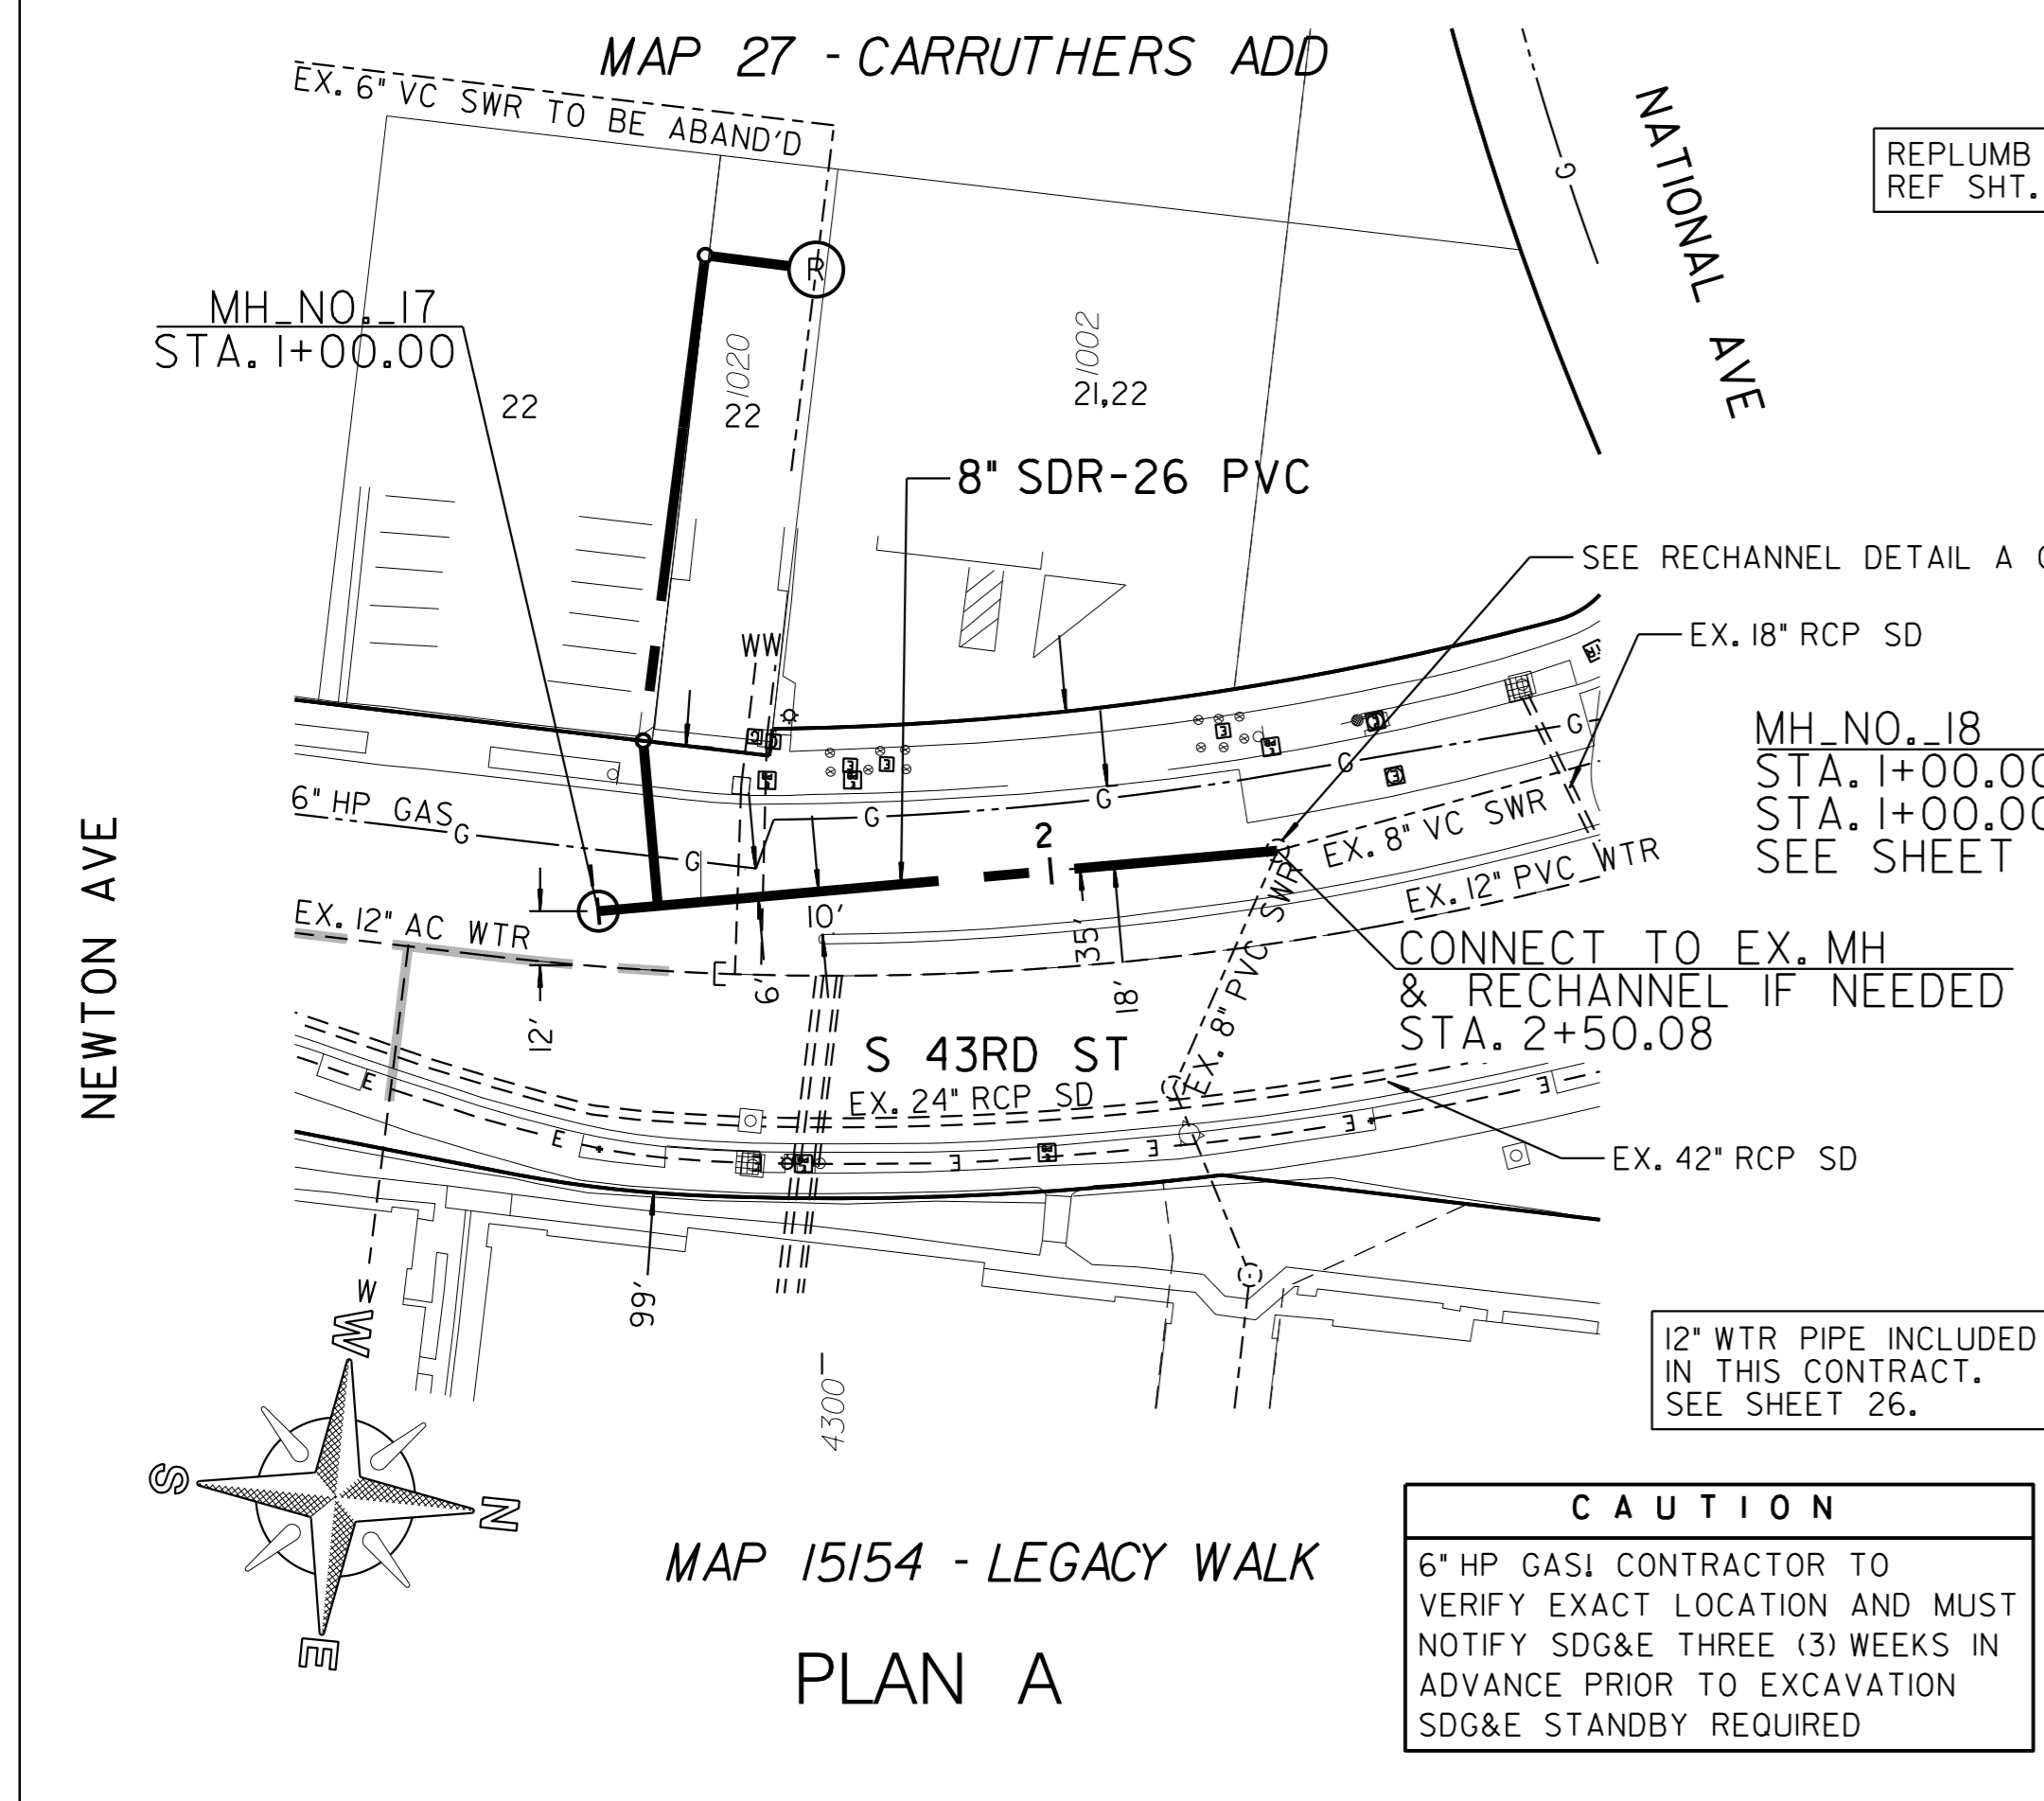 MAP 27 - CARRUTHERS ADD
EX. 6" VC SWR TO BE ABAND'D
NATIONAL AVE
REPLUMB
REF SHT.
G
R
MH_NO._17
STA. 1+00.00
22
1020
22
1002
21,22
8" SDR-26 PVC
SEE RECHANNEL DETAIL A
EX. 18" RCP SD
WW
MH_NO._18
STA. 1+00.00
STA. 1+00.00
SEE SHEET
6" HP GAS
G
G
G
G
G
G
2
EX. 8" VC SWR
EX. 12" PVC WTR
NEWTON AVE
EX. 12" AC WTR
10'
6'
12'
35'
18'
EX. 8" PVC SWR
CONNECT TO EX. MH
& RECHANNEL IF NEEDED
STA. 2+50.08
S 43RD ST
EX. 24" RCP SD
E
E
E
E
E
E
EX. 42" RCP SD
99'
W
4300
12" WTR PIPE INCLUDED
IN THIS CONTRACT.
SEE SHEET 26.
W
S
N
E
CAUTION
6" HP GAS! CONTRACTOR TO
VERIFY EXACT LOCATION AND MUST
NOTIFY SDG&E THREE (3) WEEKS IN
ADVANCE PRIOR TO EXCAVATION
SDG&E STANDBY REQUIRED
MAP 15154 - LEGACY WALK
PLAN A